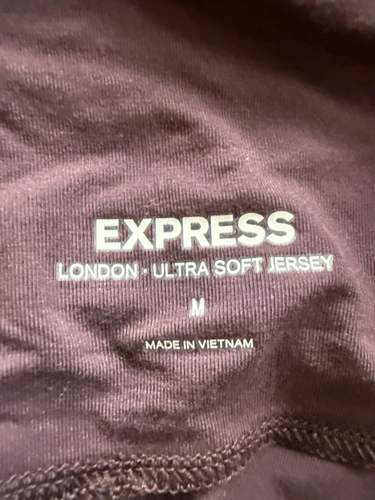 EXPRESS
LONDON · ULTRA SOFT JERSEY
M
MADE IN VIETNAM